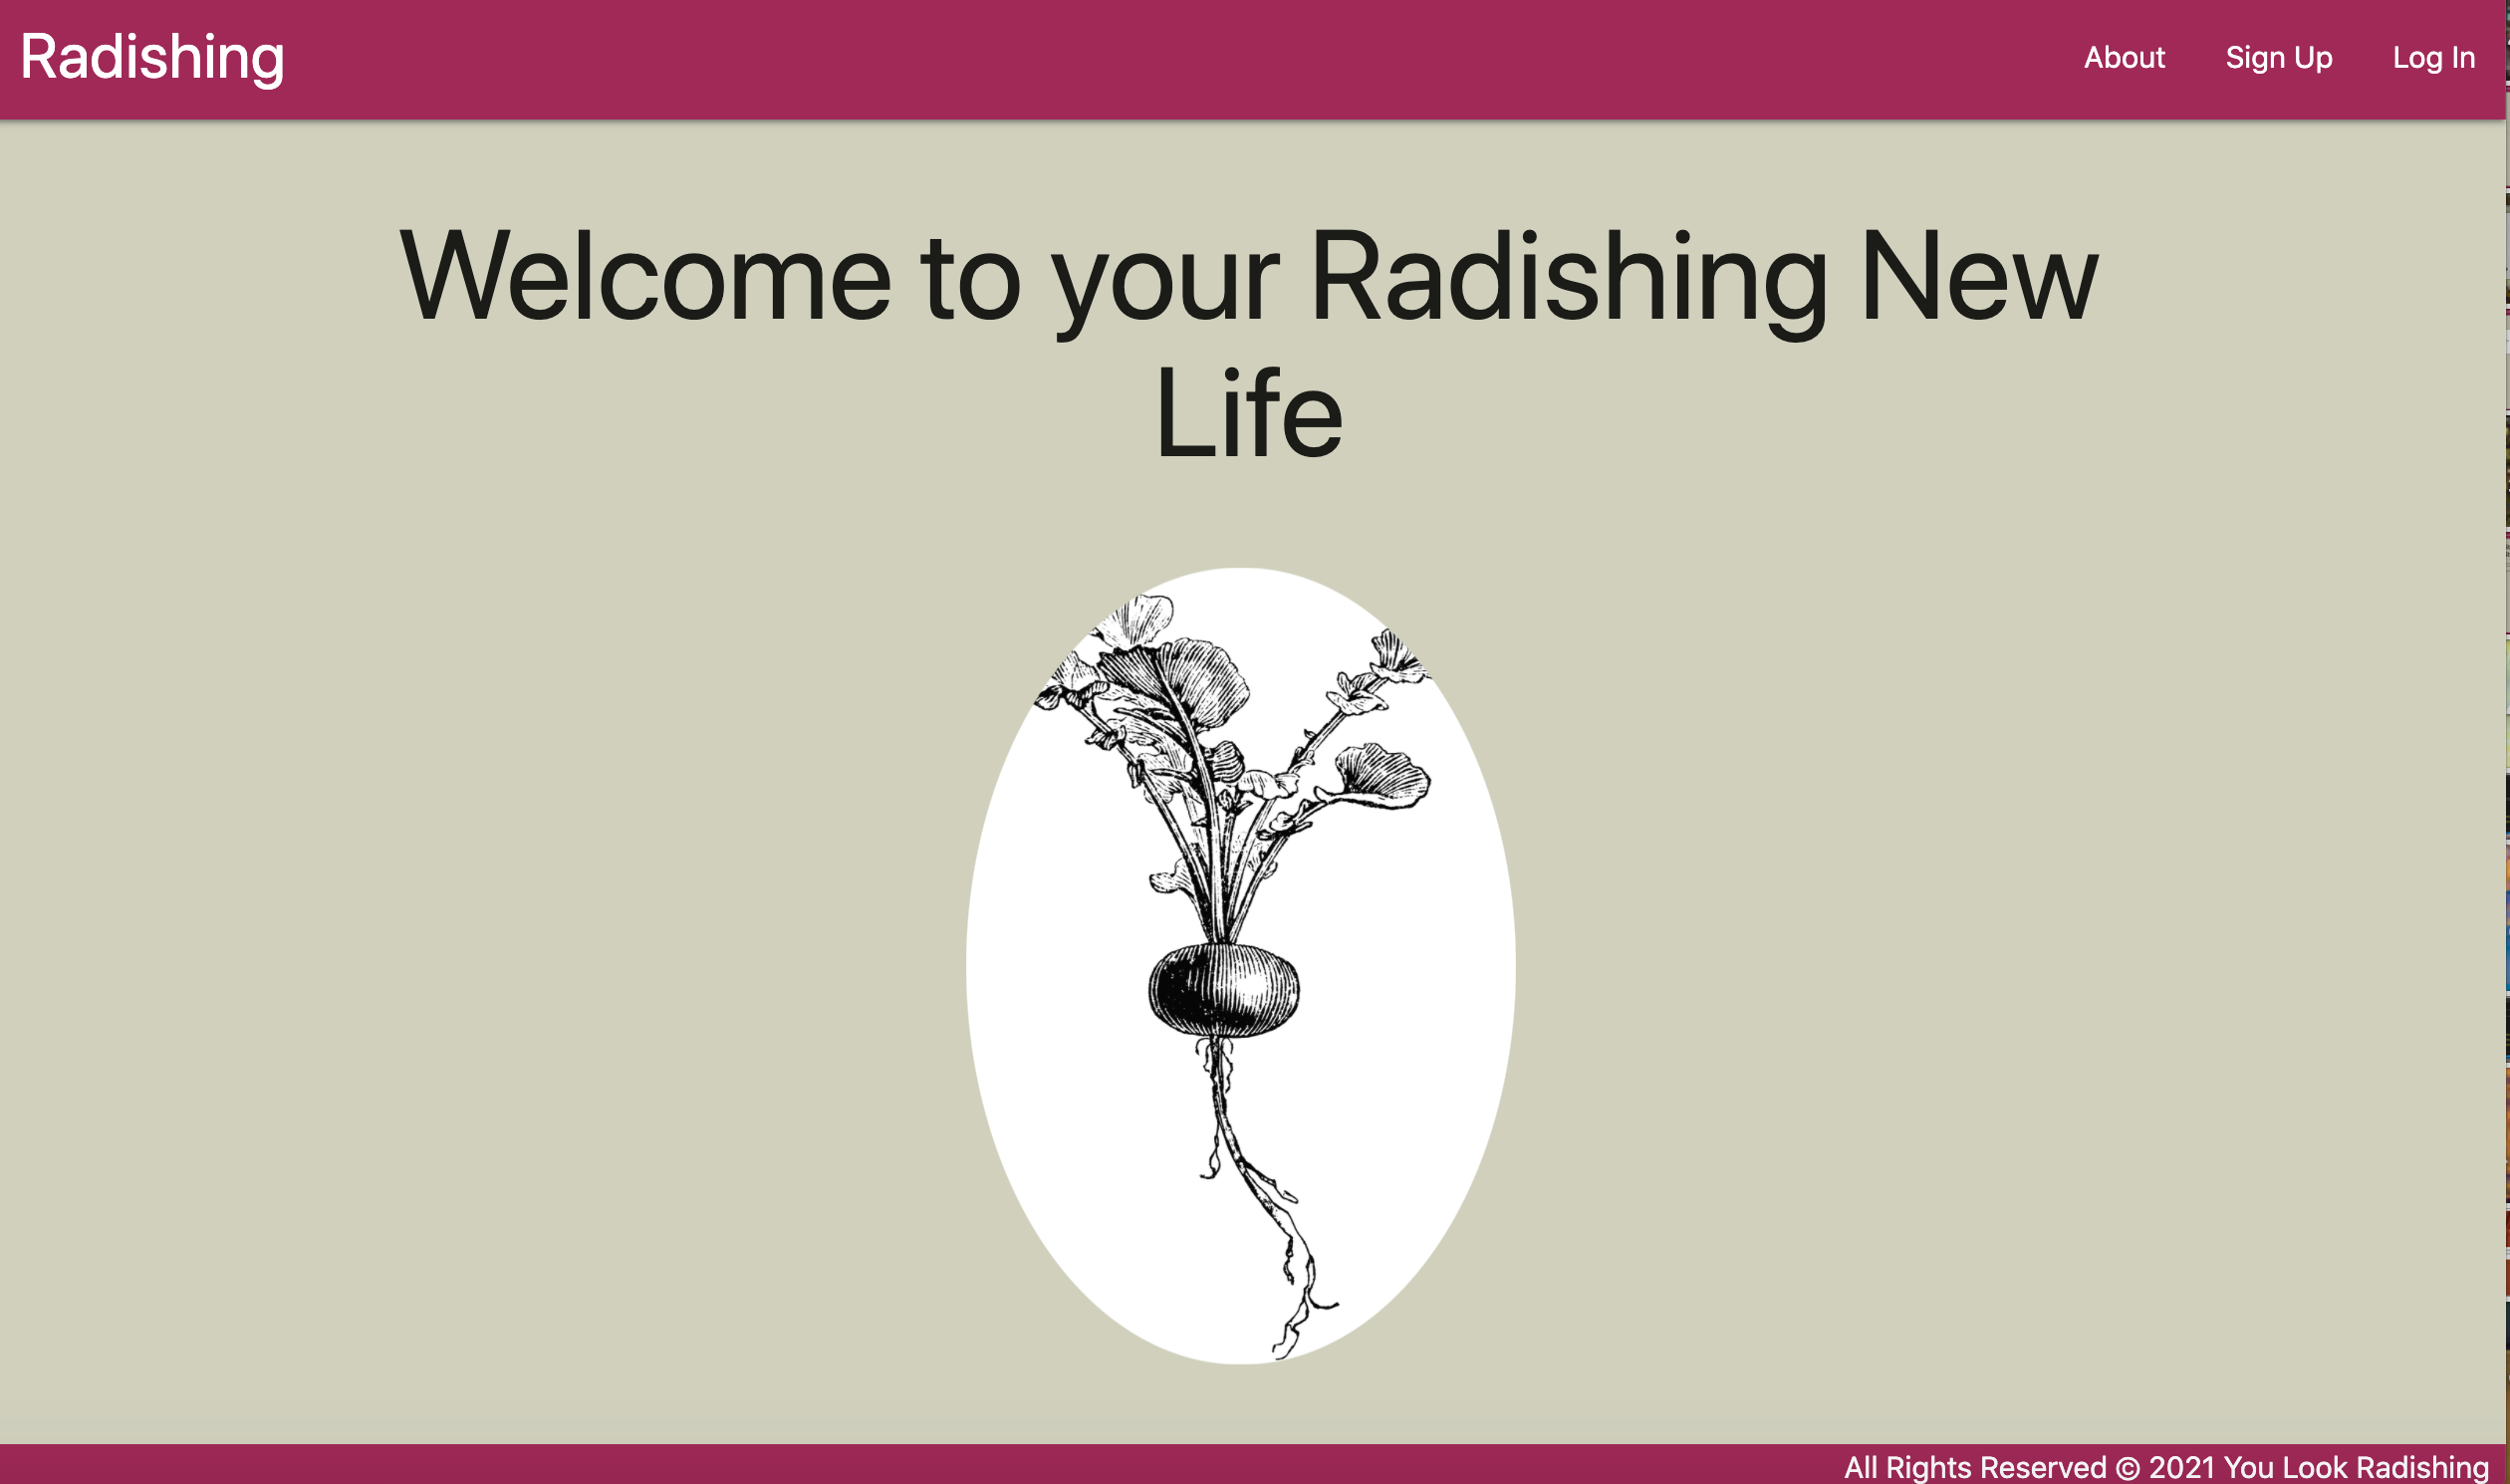 Radishing
About
Sign Up
Log In
Welcome to your Radishing New
Life
All Rights Reserved © 2021 You Look Radishing